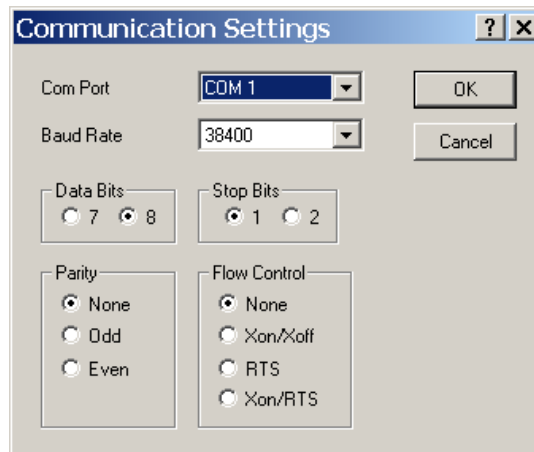 Communication Settings ? ×
Com Port COM 1 OK
Baud Rate 38400 Cancel
Data Bits Stop Bits
7 8 1 2
Parity Flow Control
None None
Odd Xon/Xoff
Even RTS
Xon/RTS